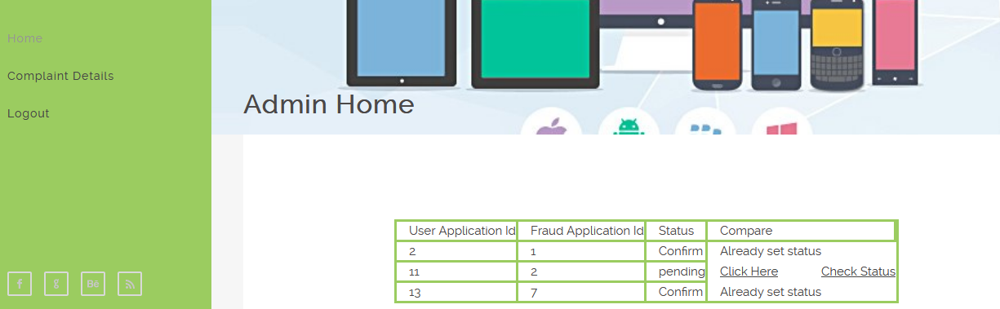 Home
Complaint Details
Logout
Admin Home
User Application Id Fraud Application Id Status Compare
2 1 Confirm Already set status
11 2 pending Click Here Check Status
13 7 Confirm Already set status
f g Bē